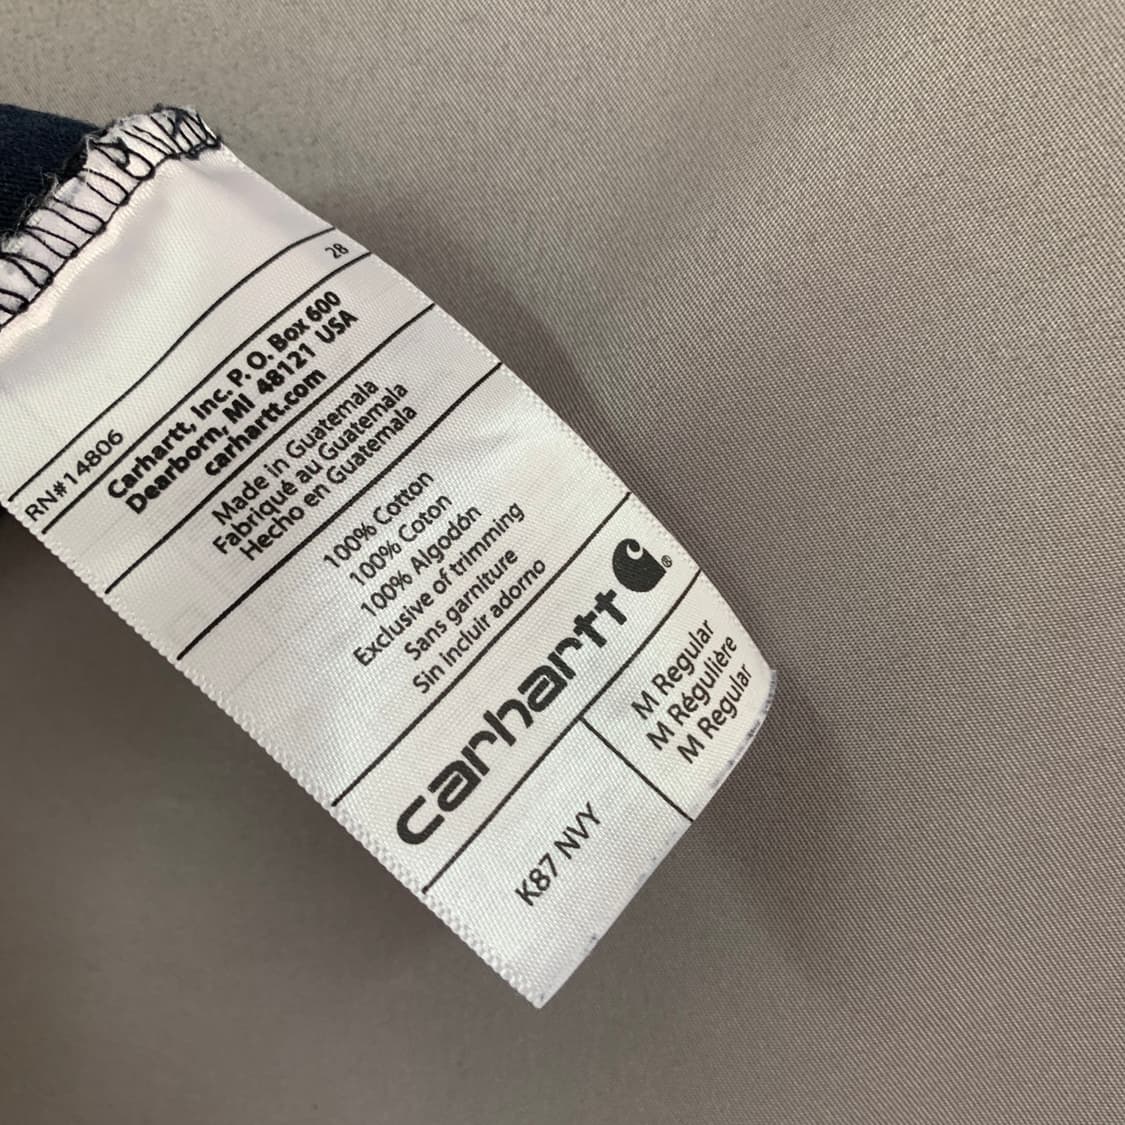 28
RN#14806
Carhartt, Inc. P. O. Box 600
Dearborn, MI 48121 USA
carhartt.com
Made in Guatemala
Fabriqué au Guatemala
Hecho en Guatemala
100% Cotton
100% Coton
100% Algodón
Exclusive of trimming
Sans garniture
Sin incluir adorno
carhartt ®
K87 NVY
M Regular
M Régulière
M Regular